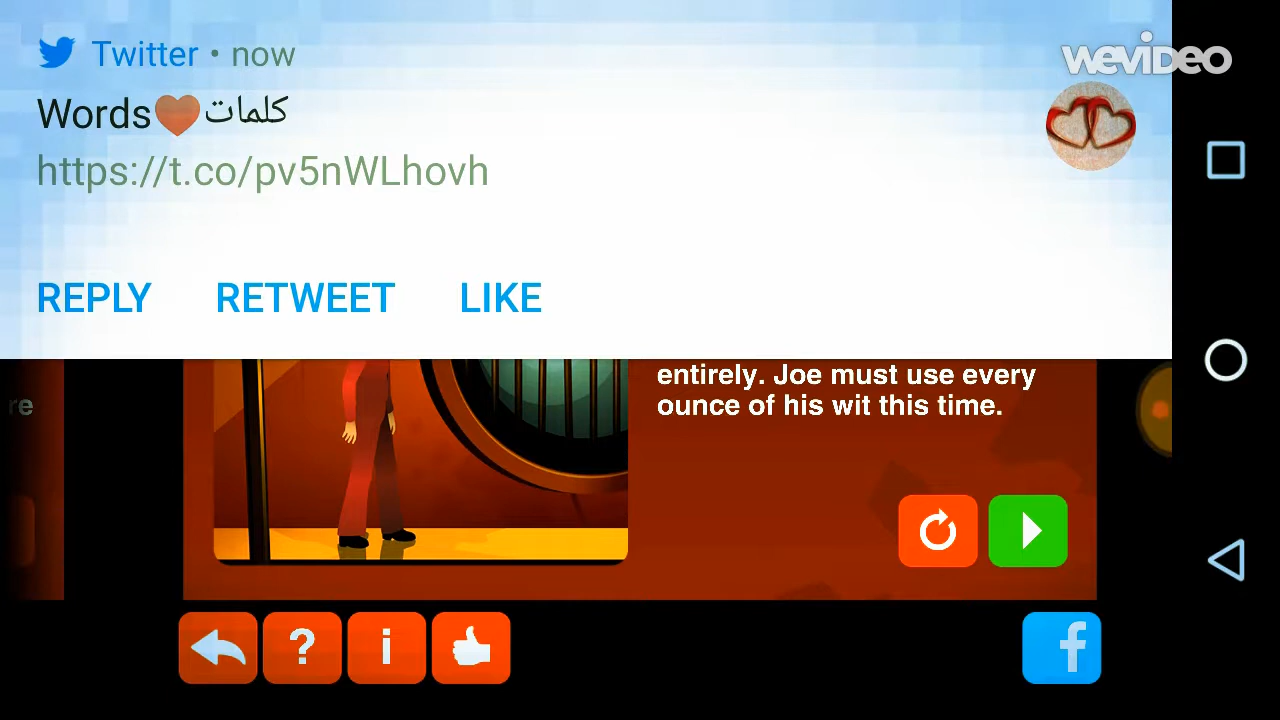 Twitter • now
wevideo
Words❤كلمات
https://t.co/pv5nWLhovh
REPLY RETWEET LIKE
re
entirely. Joe must use every
ounce of his wit this time.
? i f